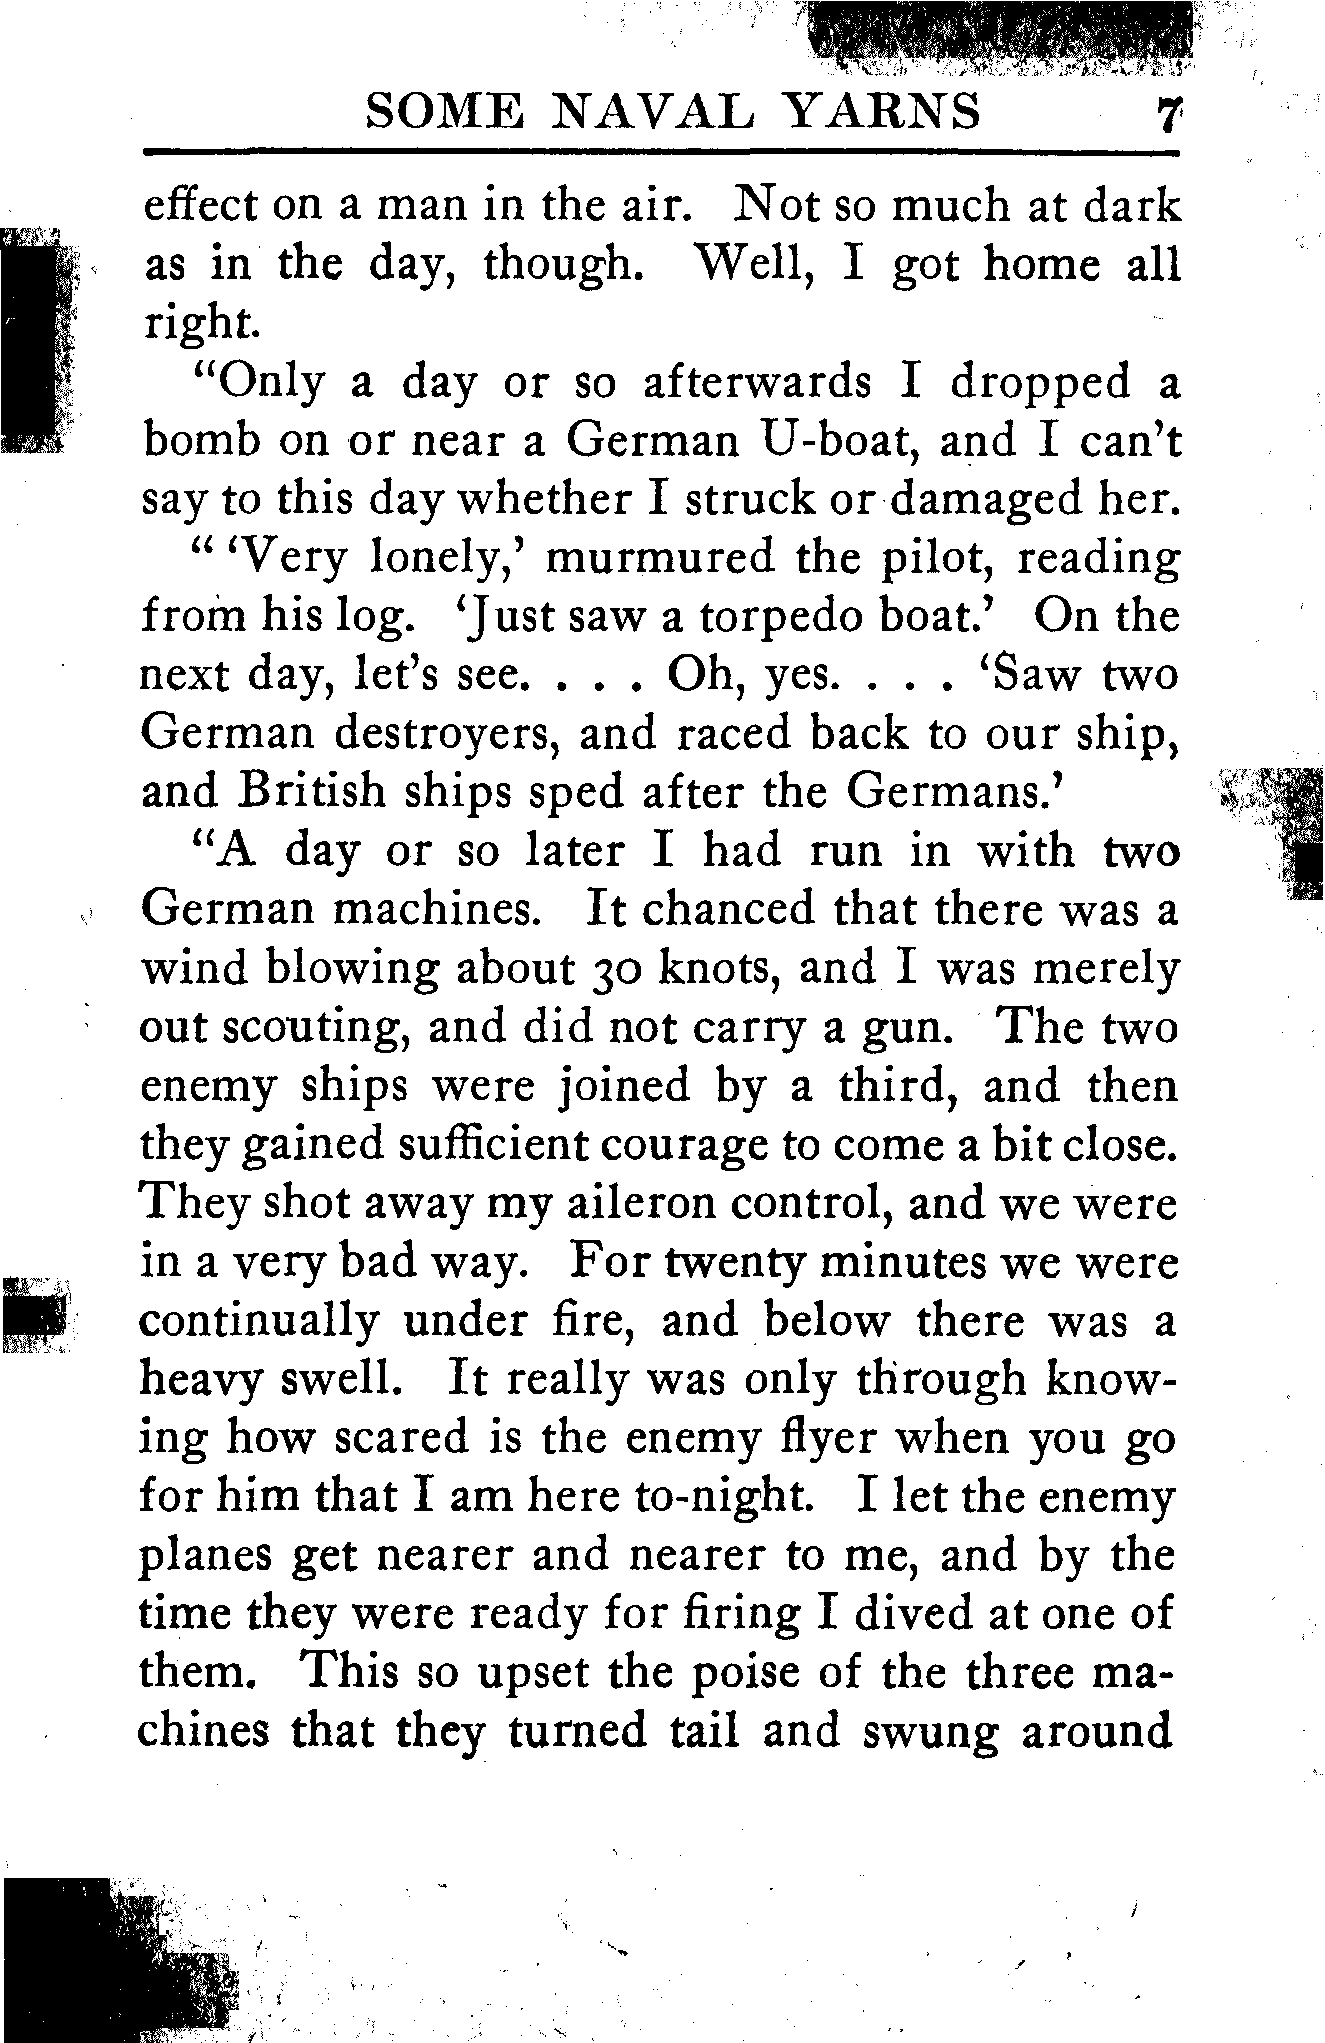 SOME NAVAL YARNS 7
effect on a man in the air. Not so much at dark
as in the day, though. Well, I got home all
right.
"Only a day or so afterwards I dropped a
bomb on or near a German U-boat, and I can't
say to this day whether I struck or damaged her.
" 'Very lonely,' murmured the pilot, reading
from his log. 'Just saw a torpedo boat.' On the
next day, let's see. . . . Oh, yes. . . . 'Saw two
German destroyers, and raced back to our ship,
and British ships sped after the Germans.'
"A day or so later I had run in with two
German machines. It chanced that there was a
wind blowing about 30 knots, and I was merely
out scouting, and did not carry a gun. The two
enemy ships were joined by a third, and then
they gained sufficient courage to come a bit close.
They shot away my aileron control, and we were
in a very bad way. For twenty minutes we were
continually under fire, and below there was a
heavy swell. It really was only through know-
ing how scared is the enemy flyer when you go
for him that I am here to-night. I let the enemy
planes get nearer and nearer to me, and by the
time they were ready for firing I dived at one of
them. This so upset the poise of the three ma-
chines that they turned tail and swung around